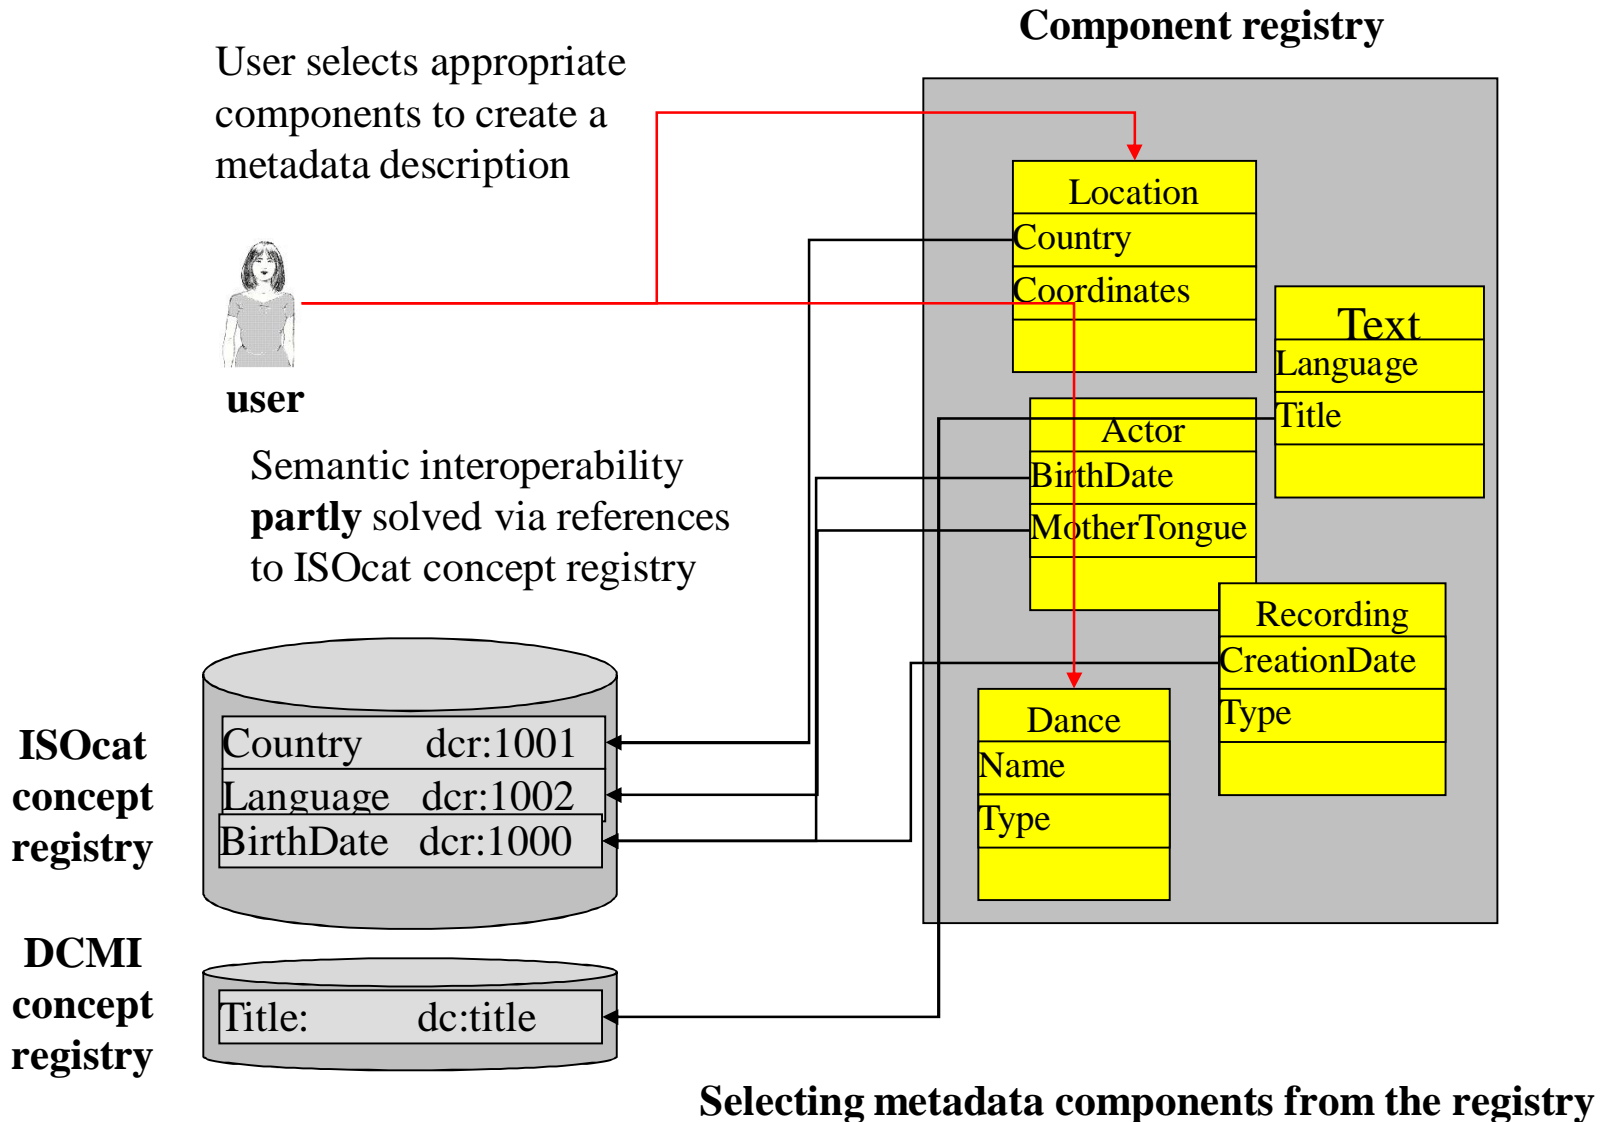 Component registry
User selects appropriate
components to create a
metadata description
user
Semantic interoperability
partly solved via references
to ISOcat concept registry
Location
Country
Coordinates
Text
Language
Title
Actor
BirthDate
MotherTongue
Recording
CreationDate
Type
Dance
Name
Type
ISOcat
concept
registry
Country dcr:1001
Language dcr:1002
BirthDate dcr:1000
DCMI
concept
registry
Title: dc:title
Selecting metadata components from the registry